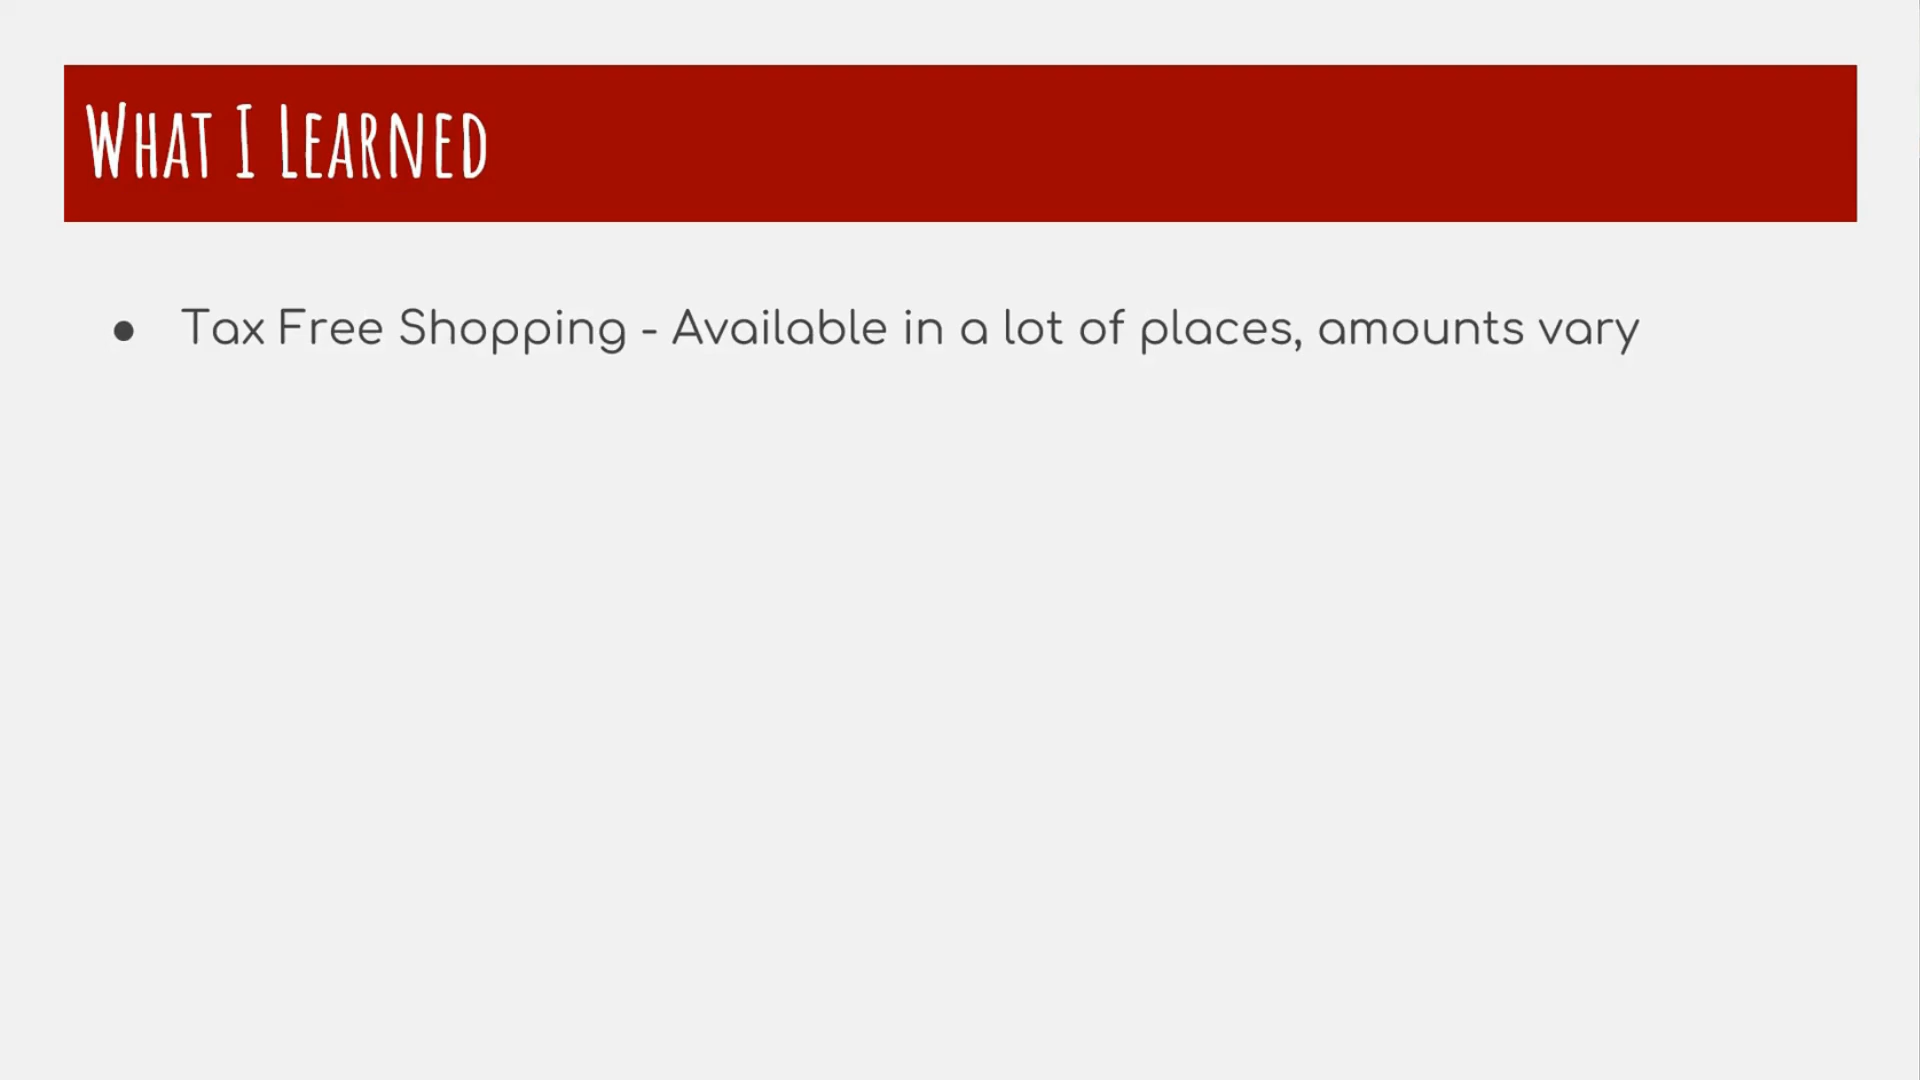 What I Learned
● Tax Free Shopping - Available in a lot of places, amounts vary